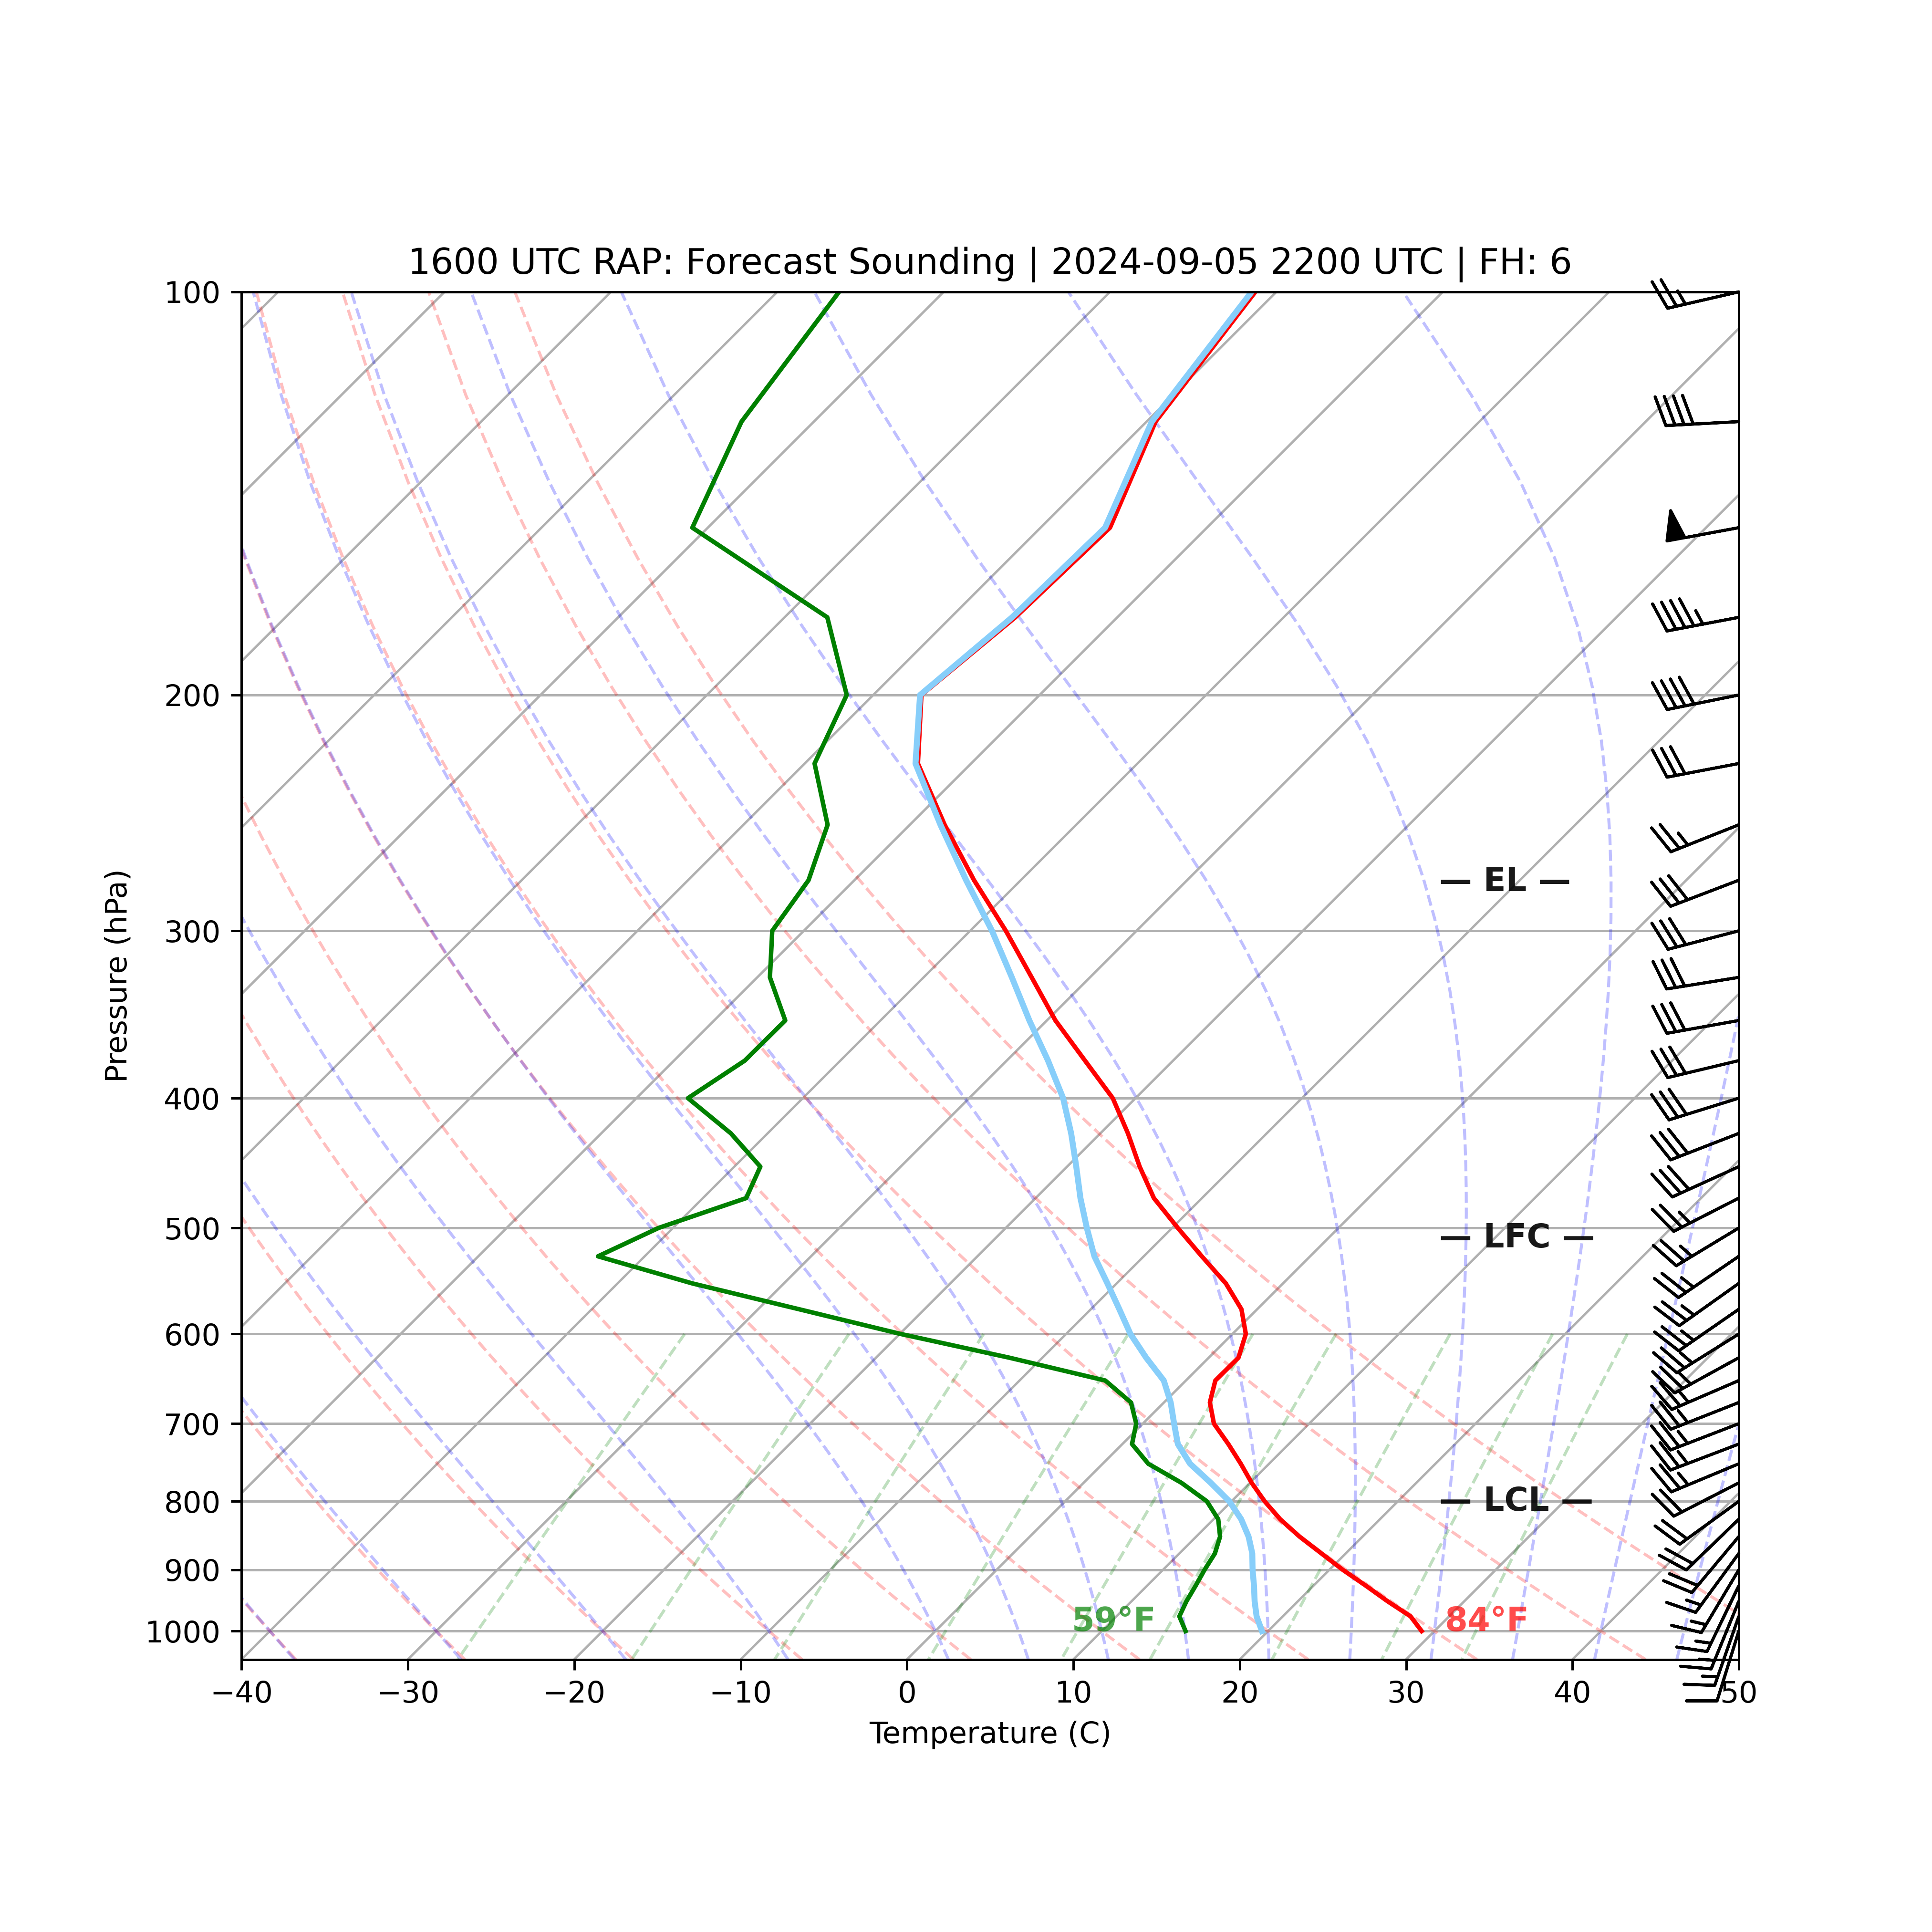 1600 UTC RAP: Forecast Sounding | 2024-09-05 2200 UTC | FH: 6
100
200
— EL —
300
Pressure (hPa)
400
500
— LFC —
600
700
800
— LCL —
900
59°F
84°F
1000
−40 −30 −20 −10 0 10 20 30 40 50
Temperature (C)